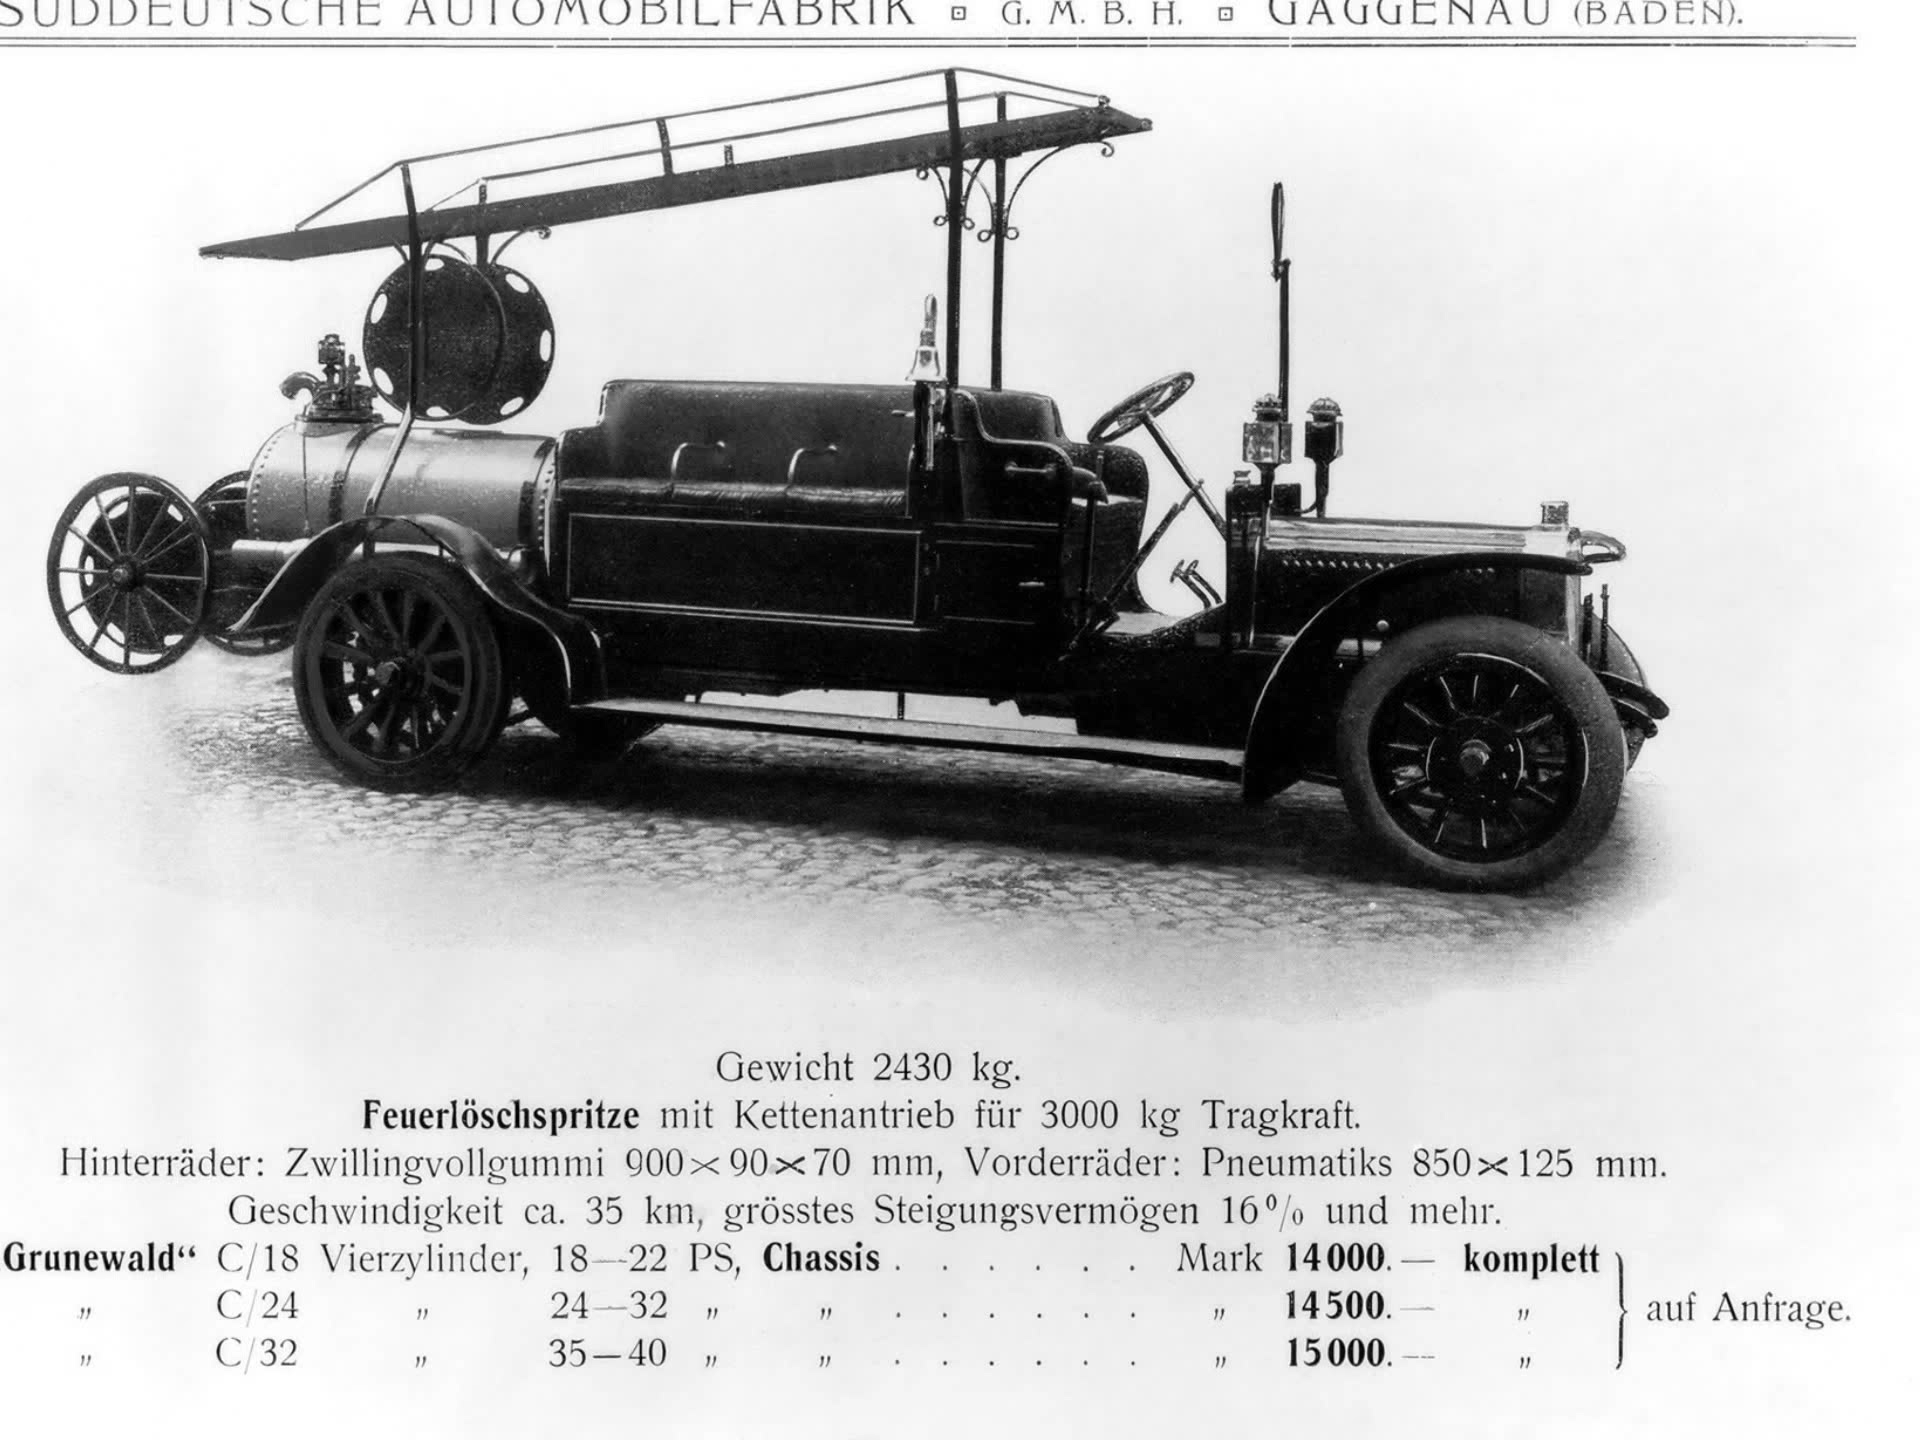 SÜDDEUTSCHE AUTOMOBILFABRIK G. M. B. H. GAGGENAU (BADEN).
Gewicht 2430 kg.
Feuerlöschspritze mit Kettenantrieb für 3000 kg Tragkraft.
Hinterräder: Zwillingvollgummi 900×90×70 mm, Vorderräder: Pneumatiks 850×125 mm.
Geschwindigkeit ca. 35 km, grösstes Steigungsvermögen 16% und mehr.
Grunewald“ C/18 Vierzylinder, 18—22 PS, Chassis . . . . . . Mark 14000.— komplett
„ C/24 „ 24—32 „ „ . . . . . . „ 14500.— „ auf Anfrage.
„ C/32 „ 35—40 „ „ . . . . . . „ 15000.— „